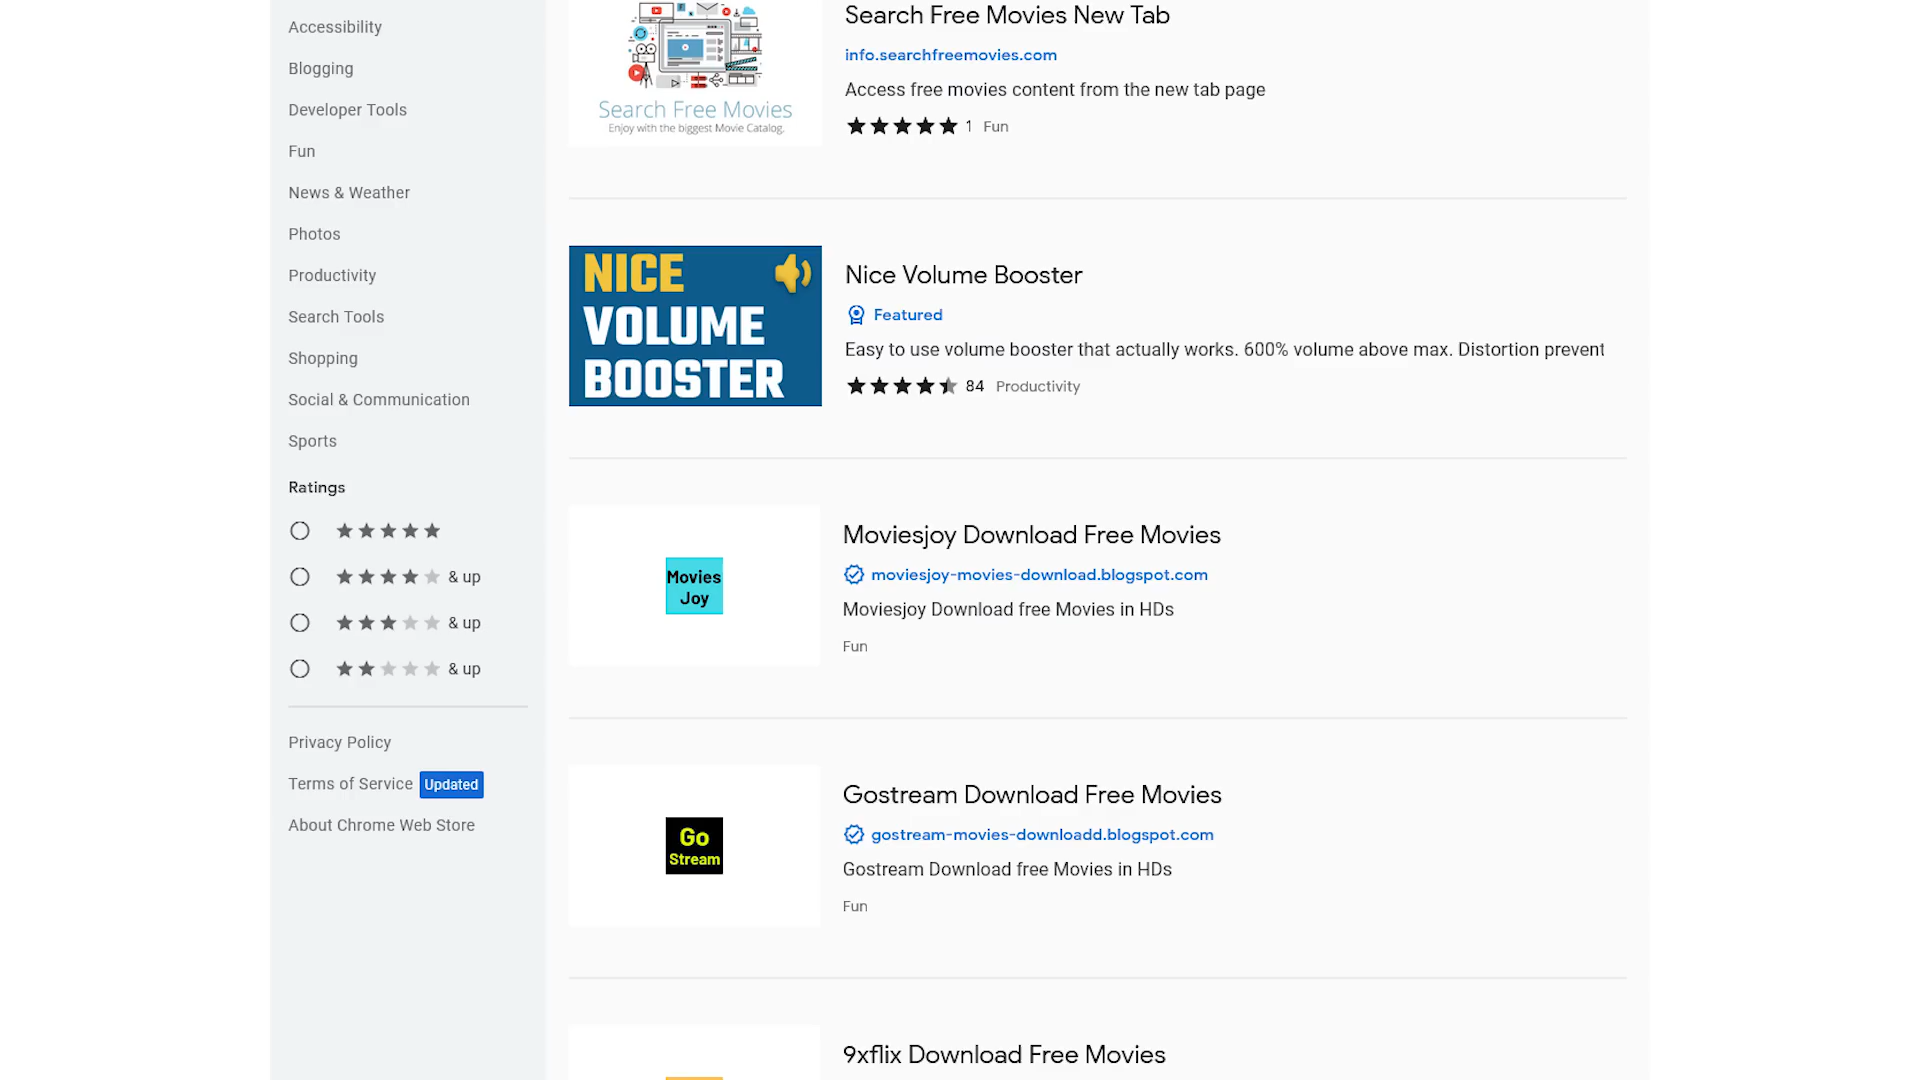 Accessibility
Blogging
Developer Tools
Fun
News & Weather
Photos
Productivity
Search Tools
Shopping
Social & Communication
Sports
Ratings
& up
& up
& up
Privacy Policy
Terms of Service Updated
About Chrome Web Store
Search Free Movies
Enjoy with the biggest Movie Catalog.
Search Free Movies New Tab
info.searchfreemovies.com
Access free movies content from the new tab page
1 Fun
NICE
VOLUME
BOOSTER
Nice Volume Booster
Featured
Easy to use volume booster that actually works. 600% volume above max. Distortion prevent
84 Productivity
Movies
Joy
Moviesjoy Download Free Movies
moviesjoy-movies-download.blogspot.com
Moviesjoy Download free Movies in HDs
Fun
Go
Stream
Gostream Download Free Movies
gostream-movies-downloadd.blogspot.com
Gostream Download free Movies in HDs
Fun
9xflix Download Free Movies